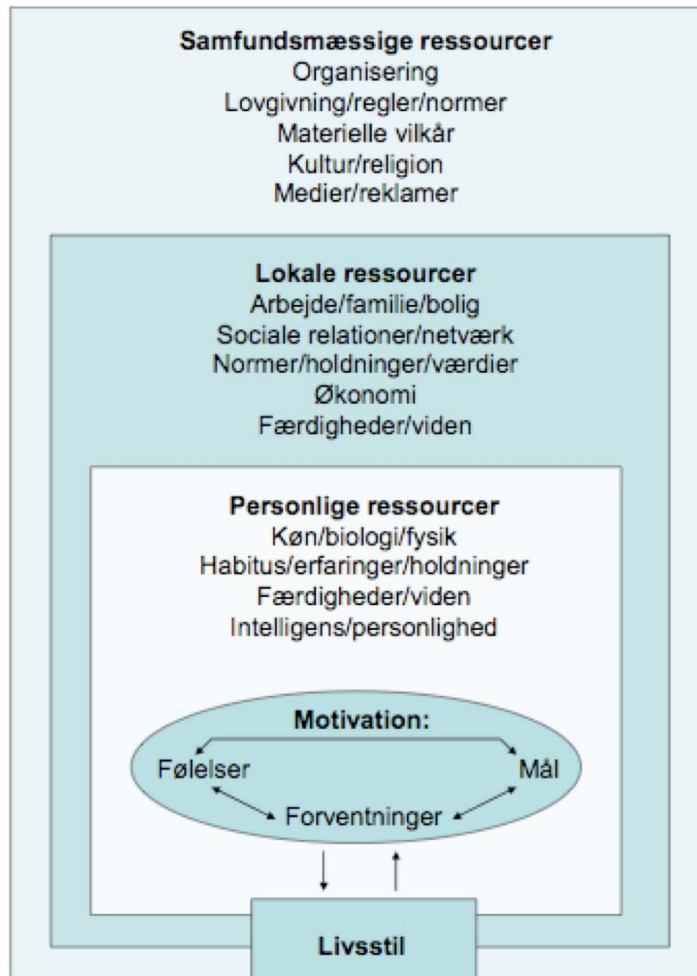 Samfundsmæssige ressourcer
Organisering
Lovgivning/regler/normer
Materielle vilkår
Kultur/religion
Medier/reklamer
Lokale ressourcer
Arbejde/familie/bolig
Sociale relationer/netværk
Normer/holdninger/værdier
Økonomi
Færdigheder/viden
Personlige ressourcer
Køn/biologi/fysik
Habitus/erfaringer/holdninger
Færdigheder/viden
Intelligens/personlighed
Motivation:
Følelser Mål
Forventninger
Livsstil